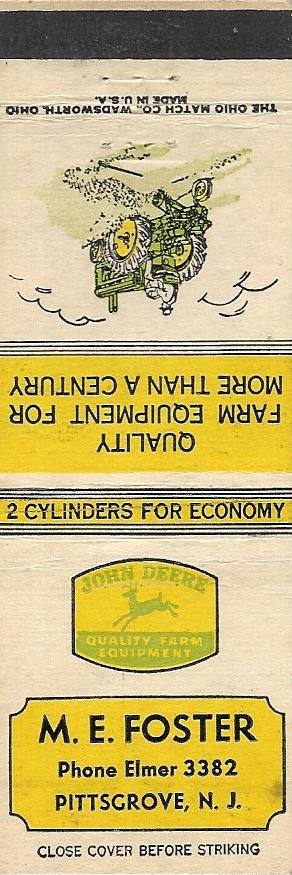 THE OHIO MATCH CO. WADSWORTH, OHIO
MADE IN U.S.A.
QUALITY
FARM EQUIPMENT FOR
MORE THAN A CENTURY
2 CYLINDERS FOR ECONOMY
JOHN DEERE
QUALITY FARM
EQUIPMENT
M. E. FOSTER
Phone Elmer 3382
PITTSGROVE, N. J.
CLOSE COVER BEFORE STRIKING